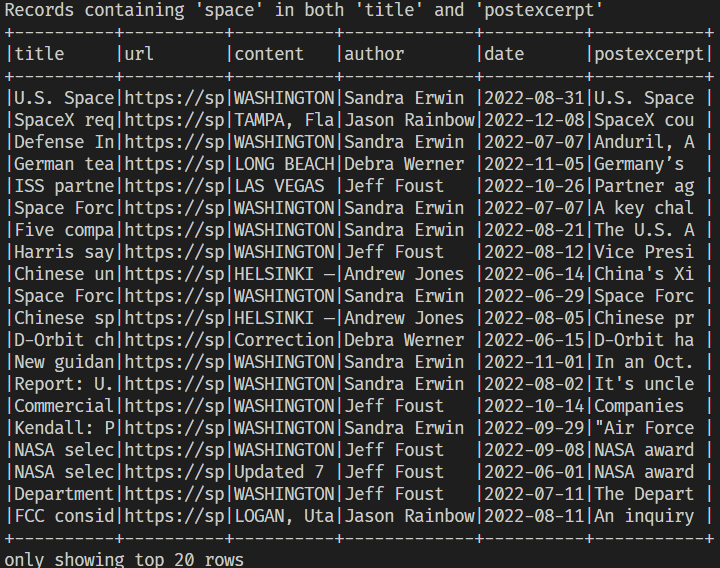 Records containing 'space' in both 'title' and 'postexcerpt'
+----------+----------+----------+-------------+----------+-----------+
|title     |url       |content   |author       |date      |postexcerpt|
+----------+----------+----------+-------------+----------+-----------+
|U.S. Space|https://sp|WASHINGTON|Sandra Erwin |2022-08-31|U.S. Space |
|SpaceX req|https://sp|TAMPA, Fla|Jason Rainbow|2022-12-08|SpaceX cou |
|Defense In|https://sp|WASHINGTON|Sandra Erwin |2022-07-07|Anduril, A |
|German tea|https://sp|LONG BEACH|Debra Werner |2022-11-05|Germany’s  |
|ISS partne|https://sp|LAS VEGAS |Jeff Foust   |2022-10-26|Partner ag |
|Space Forc|https://sp|WASHINGTON|Sandra Erwin |2022-07-07|A key chal |
|Five compa|https://sp|WASHINGTON|Sandra Erwin |2022-08-21|The U.S. A |
|Harris say|https://sp|WASHINGTON|Jeff Foust   |2022-08-12|Vice Presi |
|Chinese un|https://sp|HELSINKI —|Andrew Jones |2022-06-14|China's Xi |
|Space Forc|https://sp|WASHINGTON|Sandra Erwin |2022-06-29|Space Forc |
|Chinese sp|https://sp|HELSINKI —|Andrew Jones |2022-08-05|Chinese pr |
|D-Orbit ch|https://sp|Correction|Debra Werner |2022-06-15|D-Orbit ha |
|New guidan|https://sp|WASHINGTON|Sandra Erwin |2022-11-01|In an Oct. |
|Report: U.|https://sp|WASHINGTON|Sandra Erwin |2022-08-02|It's uncle |
|Commercial|https://sp|WASHINGTON|Jeff Foust   |2022-10-14|Companies  |
|Kendall: P|https://sp|WASHINGTON|Sandra Erwin |2022-09-29|"Air Force |
|NASA selec|https://sp|WASHINGTON|Jeff Foust   |2022-09-08|NASA award |
|NASA selec|https://sp|Updated 7 |Jeff Foust   |2022-06-01|NASA award |
|Department|https://sp|WASHINGTON|Jeff Foust   |2022-07-11|The Depart |
|FCC consid|https://sp|LOGAN, Uta|Jason Rainbow|2022-08-11|An inquiry |
+----------+----------+----------+-------------+----------+-----------+
only showing top 20 rows